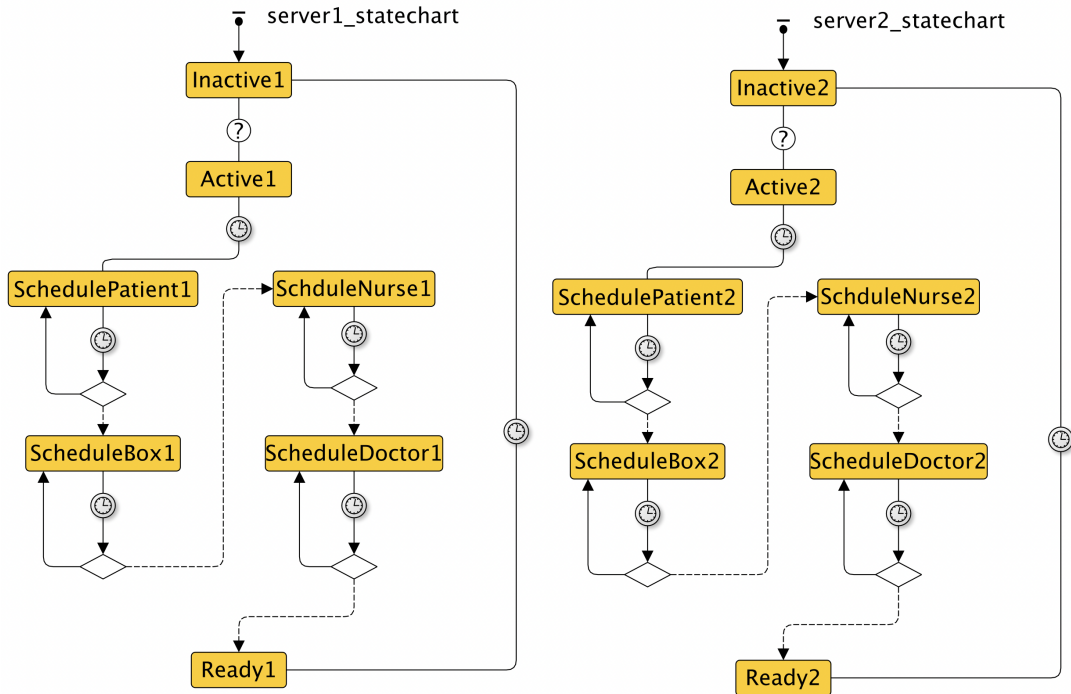 server1_statechart
Inactive1
?
Active1
SchedulePatient1
SchduleNurse1
ScheduleBox1
ScheduleDoctor1
Ready1
server2_statechart
Inactive2
?
Active2
SchedulePatient2
SchduleNurse2
ScheduleBox2
ScheduleDoctor2
Ready2